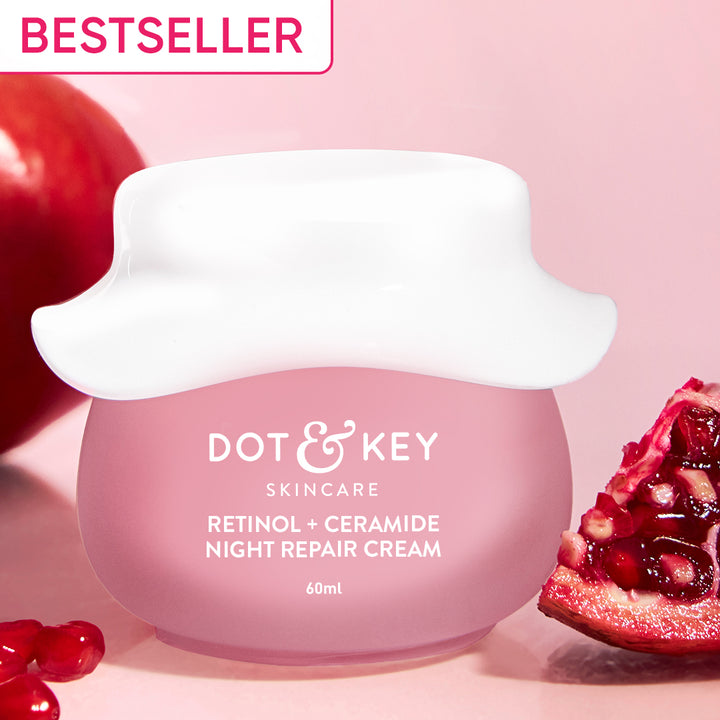 BESTSELLER
DOT & KEY
SKINCARE
RETINOL + CERAMIDE
NIGHT REPAIR CREAM
60ml